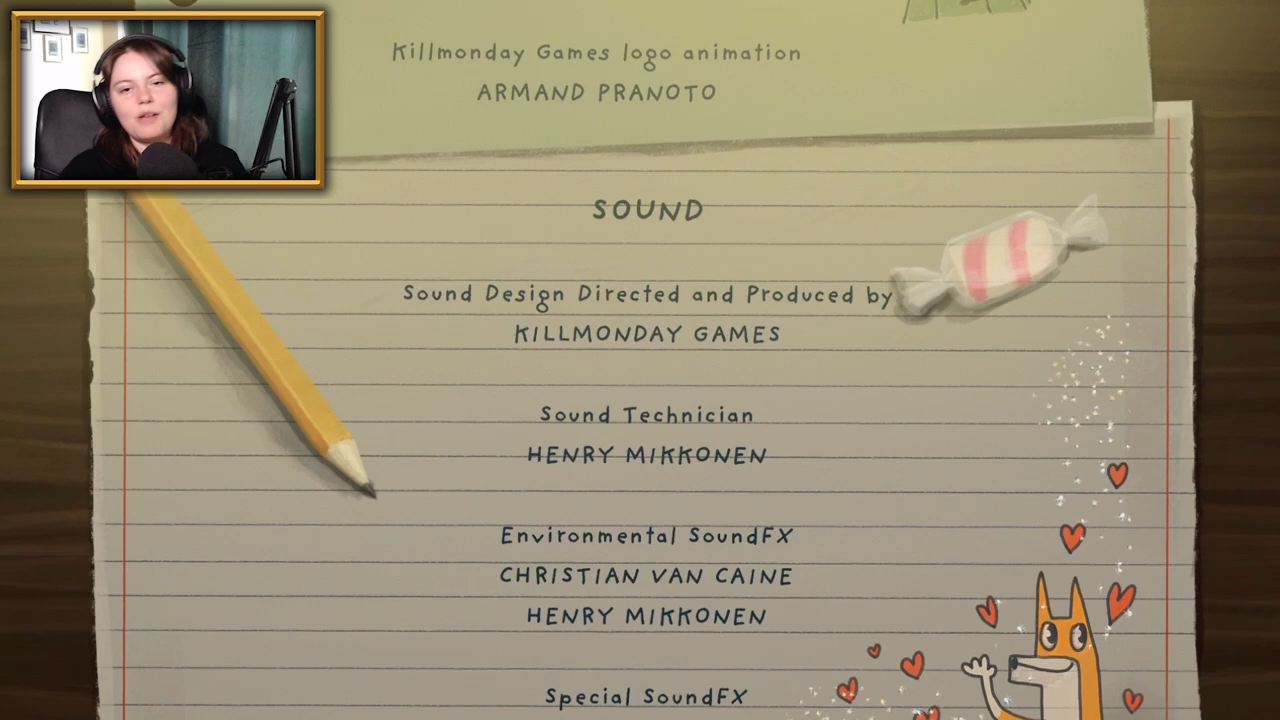 Killmonday Games logo animation
ARMAND PRANOTO
SOUND
Sound Design Directed and Produced by
KILLMONDAY GAMES
Sound Technician
HENRY MIKKONEN
Environmental SoundFX
CHRISTIAN VAN CAINE
HENRY MIKKONEN
Special SoundFX